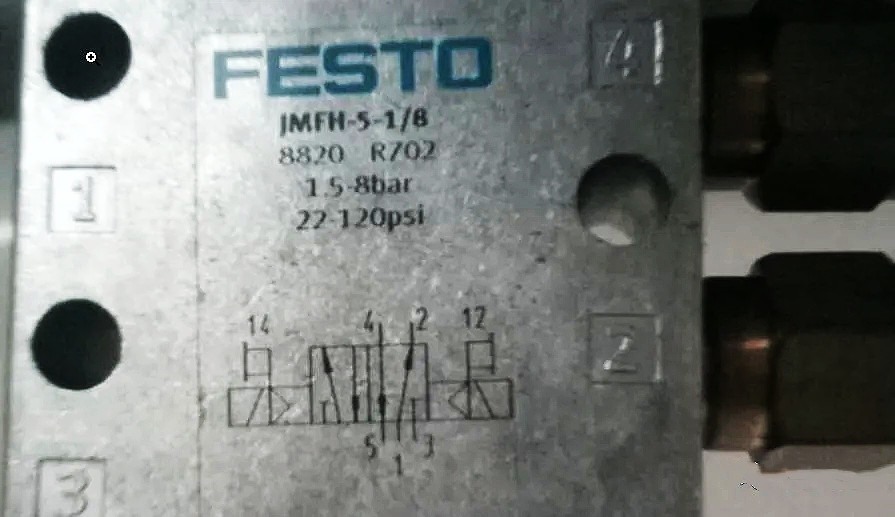 FESTO
4
JMFH-5-1/8
8820 R702
1
1.5-8bar
22-120psi
14 4 2 12
2
5 1 3
3